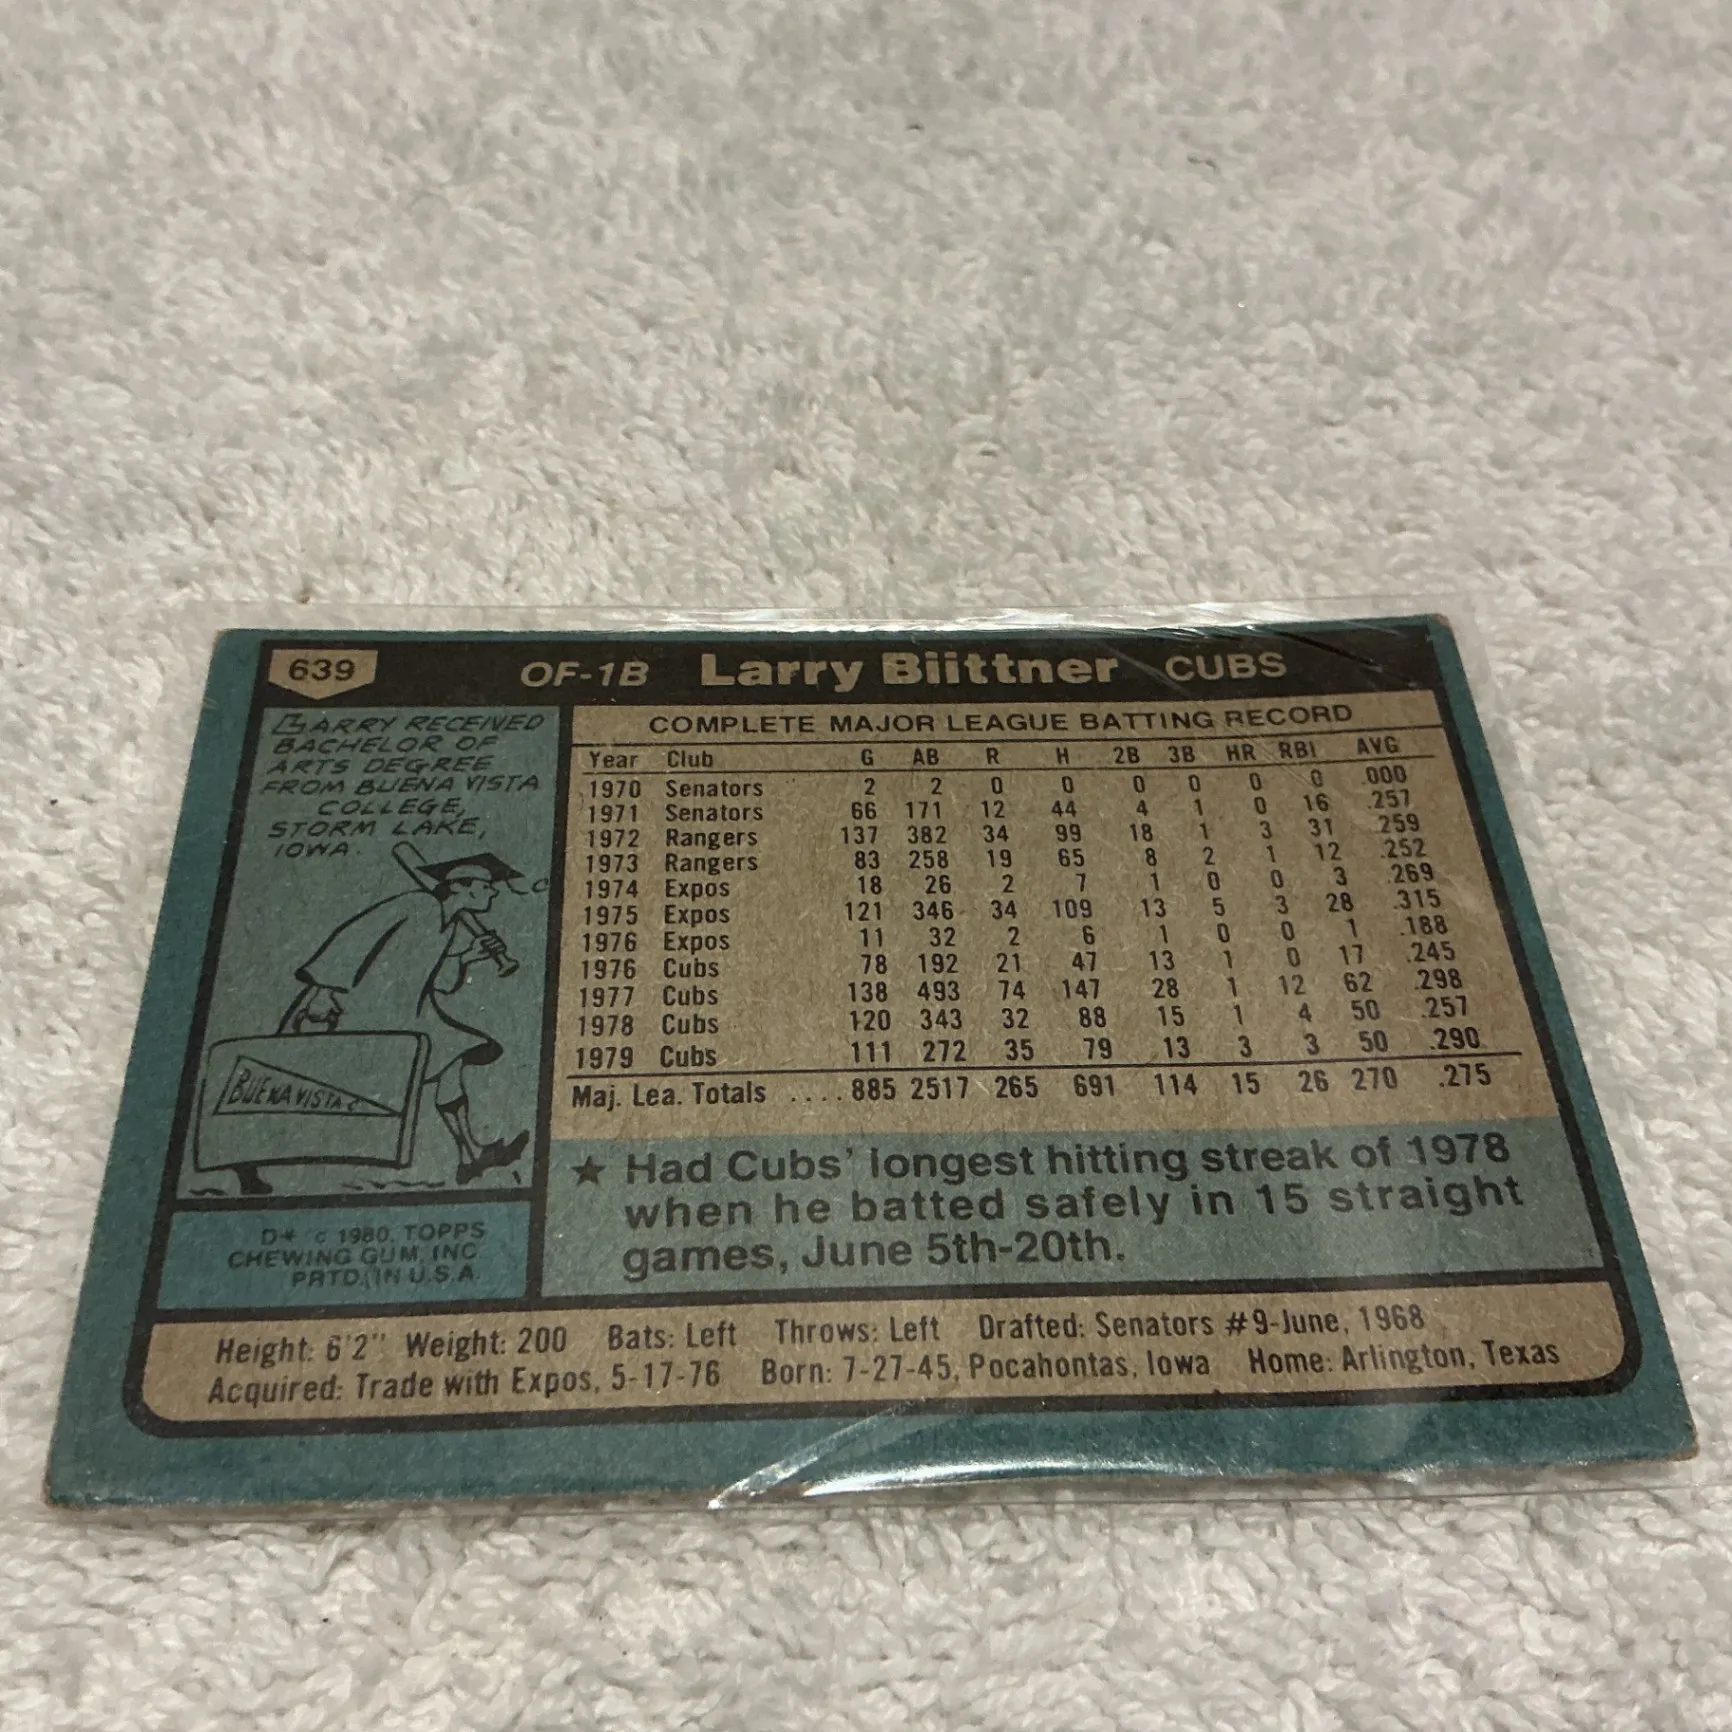 639 OF-1B Larry Biittner CUBS
LARRY RECEIVED
BACHELOR OF
ARTS DEGREE
FROM BUENA VISTA
COLLEGE,
STORM LAKE,
IOWA.
BUENA VISTA C.
D* © 1980. TOPPS
CHEWING GUM, INC.
PRTD. IN U.S.A.
COMPLETE MAJOR LEAGUE BATTING RECORD
Year Club G AB R H 2B 3B HR RBI AVG
1970 Senators 2 2 0 0 0 0 0 0 .000
1971 Senators 66 171 12 44 4 1 0 16 .257
1972 Rangers 137 382 34 99 18 1 3 31 .259
1973 Rangers 83 258 19 65 8 2 1 12 .252
1974 Expos 18 26 2 7 1 0 0 3 .269
1975 Expos 121 346 34 109 13 5 3 28 .315
1976 Expos 11 32 2 6 1 0 0 1 .188
1976 Cubs 78 192 21 47 13 1 0 17 .245
1977 Cubs 138 493 74 147 28 1 12 62 .298
1978 Cubs 120 343 32 88 15 1 4 50 .257
1979 Cubs 111 272 35 79 13 3 3 50 .290
Maj. Lea. Totals .... 885 2517 265 691 114 15 26 270 .275
★ Had Cubs' longest hitting streak of 1978
when he batted safely in 15 straight
games, June 5th-20th.
Height: 6'2" Weight: 200 Bats: Left Throws: Left Drafted: Senators #9-June, 1968
Acquired: Trade with Expos, 5-17-76 Born: 7-27-45, Pocahontas, Iowa Home: Arlington, Texas